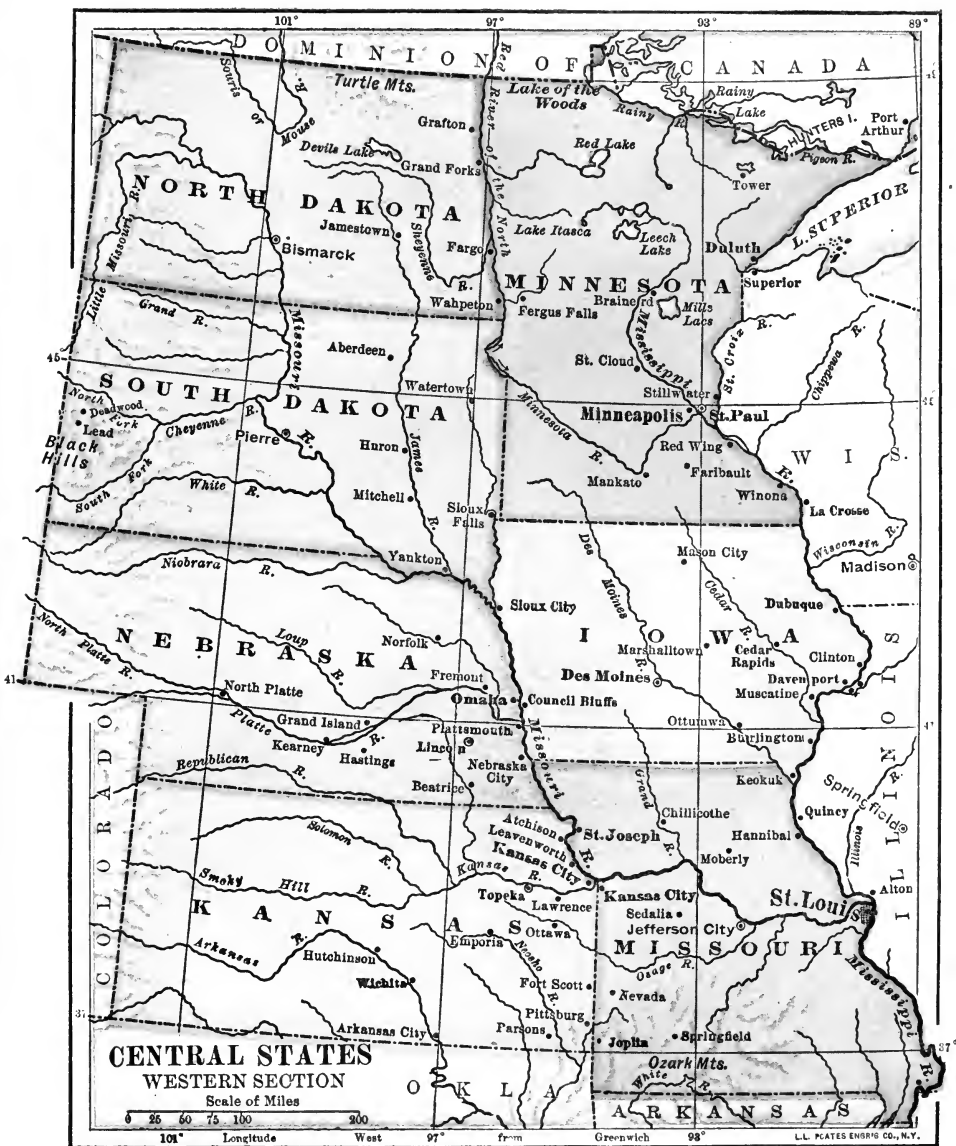 101° 97° 93° 89°
DOMINION OF CANADA
49
Souris or Mouse R.
Turtle Mts.
Red River of the North
Lake of the Woods
Rainy R.
Rainy Lake
HUNTERS I.
Port Arthur
Pigeon R.
Grafton
Devils Lake
Grand Forks
Red Lake
Tower
NORTH DAKOTA
Jamestown
Sheyenne R.
Bismarck
Fargo
Lake Itasca
Leech Lake
Duluth
L. SUPERIOR
Superior
Little Missouri R.
Wahpeton
MINNESOTA
Fergus Falls
Brainerd
Mills Lacs
Grand R.
Missouri R.
Mississippi R.
St. Croix R.
Chippewa R.
Aberdeen
St. Cloud
45
Watertown
Stillwater
SOUTH DAKOTA
Minneapolis
St. Paul
North Fork
Deadwood
Lead
Black Hills
Cheyenne R.
Pierre
Minnesota R.
Red Wing
WIS.
Huron
James R.
Faribault
Mankato
Winona
South Fork
White R.
Mitchell
Sioux Falls
La Crosse
Wisconsin R.
Madison
Yankton
Des Moines R.
Mason City
Cedar R.
Niobrara R.
Sioux City
Dubuque
North Platte R.
NEBRASKA
Loup R.
Norfolk
IOWA
Marshalltown
Cedar Rapids
Clinton
Fremont
Des Moines
Davenport
Muscatine
41
North Platte
Omaha
Council Bluffs
Platte R.
Grand Island
Plattsmouth
Ottumwa
Burlington
41
Kearney
Hastings
Lincoln
Nebraska City
Missouri R.
Republican R.
Beatrice
Grand R.
Keokuk
COLORADO
ILLINOIS
Springfield
Chillicothe
Quincy
Solomon R.
Atchison
St. Joseph
Hannibal
Illinois R.
Leavenworth
Moberly
Kansas City
Smoky Hill R.
Kansas R.
Alton
Topeka
Lawrence
Kansas City
St. Louis
KANSAS
Sedalia
Jefferson City
Emporia
Ottawa
MISSOURI
Arkansas R.
Hutchinson
Neosho R.
Osage R.
Mississippi R.
Wichita
Fort Scott
Nevada
Pittsburg
37
Arkansas City
Parsons
Joplin
Springfield
37°
Ozark Mts.
CENTRAL STATES
WESTERN SECTION
White R.
Scale of Miles
0 25 50 75 100 200
OKLA.
ARKANSAS
101° Longitude West 97° from Greenwich 93°
L.L. POATES ENGR'G CO., N.Y.